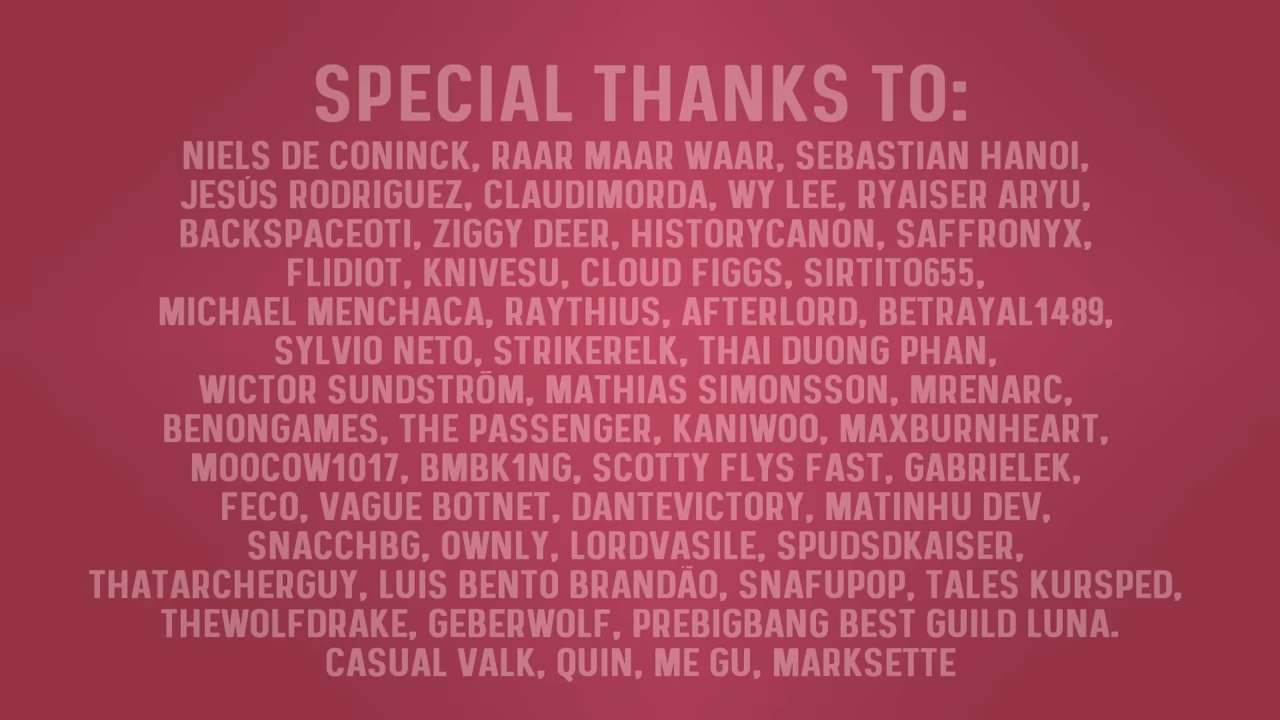 SPECIAL THANKS TO:
NIELS DE CONINCK, RAAR MAAR WAAR, SEBASTIAN HANOI,
JESÚS RODRIGUEZ, CLAUDIMORDA, WY LEE, RYAISER ARYU,
BACKSPACEOTI, ZIGGY DEER, HISTORYCANON, SAFFRONYX,
FLIDIOT, KNIVESU, CLOUD FIGGS, SIRTITO655,
MICHAEL MENCHACA, RAYTHIUS, AFTERLORD, BETRAYAL1489,
SYLVIO NETO, STRIKERELK, THAI DUONG PHAN,
WICTOR SUNDSTRÖM, MATHIAS SIMONSSON, MRENARC,
BENONGAMES, THE PASSENGER, KANIWOO, MAXBURNHEART,
MOOCOW1017, BMBK1NG, SCOTTY FLYS FAST, GABRIELEK,
FECO, VAGUE BOTNET, DANTEVICTORY, MATINHU DEV,
SNACCHBG, OWNLY, LORDVASILE, SPUDSDKAISER,
THATARCHERGUY, LUIS BENTO BRANDÃO, SNAFUPOP, TALES KURSPED,
THEWOLFDRAKE, GEBERWOLF, PREBIGBANG BEST GUILD LUNA.
CASUAL VALK, QUIN, ME GU, MARKSETTE